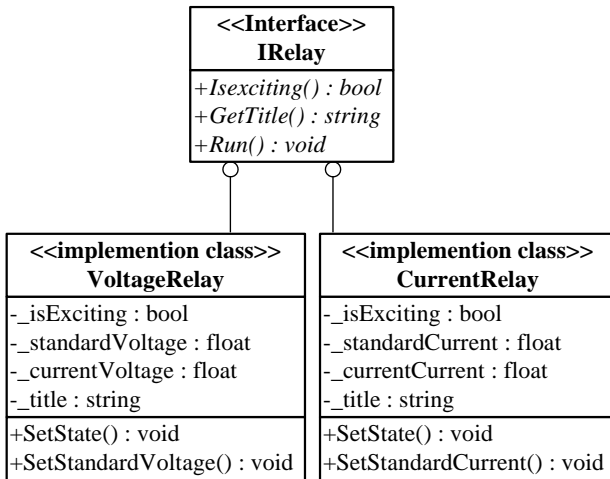 <<Interface>>
IRelay
+Isexciting() : bool
+GetTitle() : string
+Run() : void
<<implemention class>>
VoltageRelay
-_isExciting : bool
-_standardVoltage : float
-_currentVoltage : float
-_title : string
+SetState() : void
+SetStandardVoltage() : void
<<implemention class>>
CurrentRelay
-_isExciting : bool
-_standardCurrent : float
-_currentCurrent : float
-_title : string
+SetState() : void
+SetStandardCurrent() : void